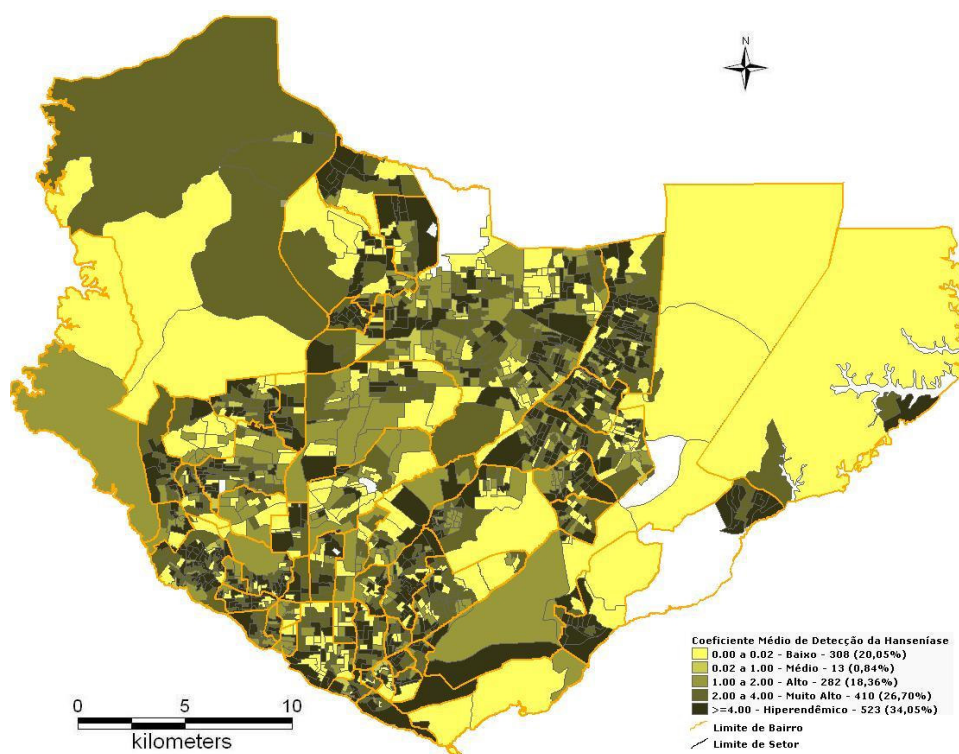 N
Coeficiente Médio de Detecção da Hanseníase
0.00 a 0.02 - Baixo - 308 (20,05%)
0.02 a 1.00 - Médio - 13 (0,84%)
1.00 a 2.00 - Alto - 282 (18,36%)
2.00 a 4.00 - Muito Alto - 410 (26,70%)
>=4.00 - Hiperendêmico - 523 (34,05%)
Limite de Bairro
Limite de Setor
0 5 10
kilometers